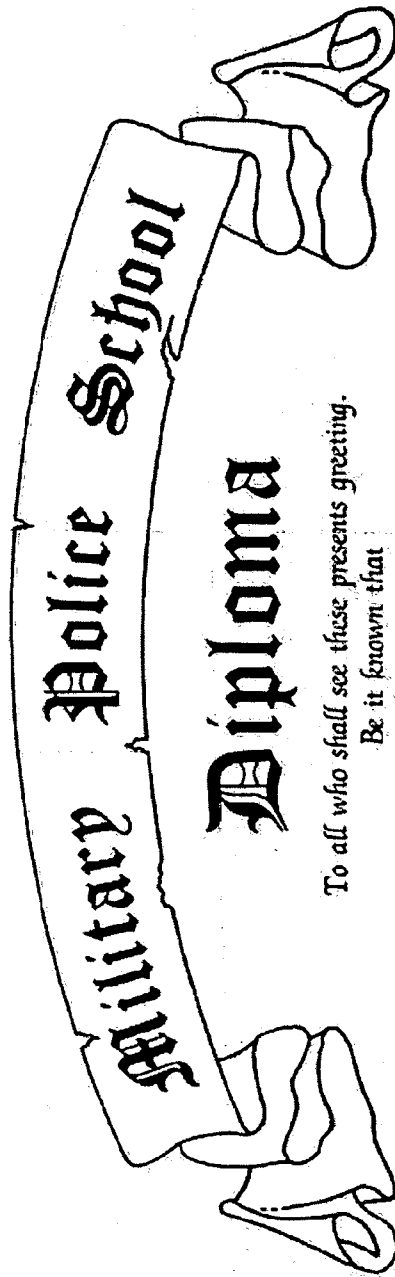 Military Police School
Diploma
To all who shall see these presents greeting.
Be it known that